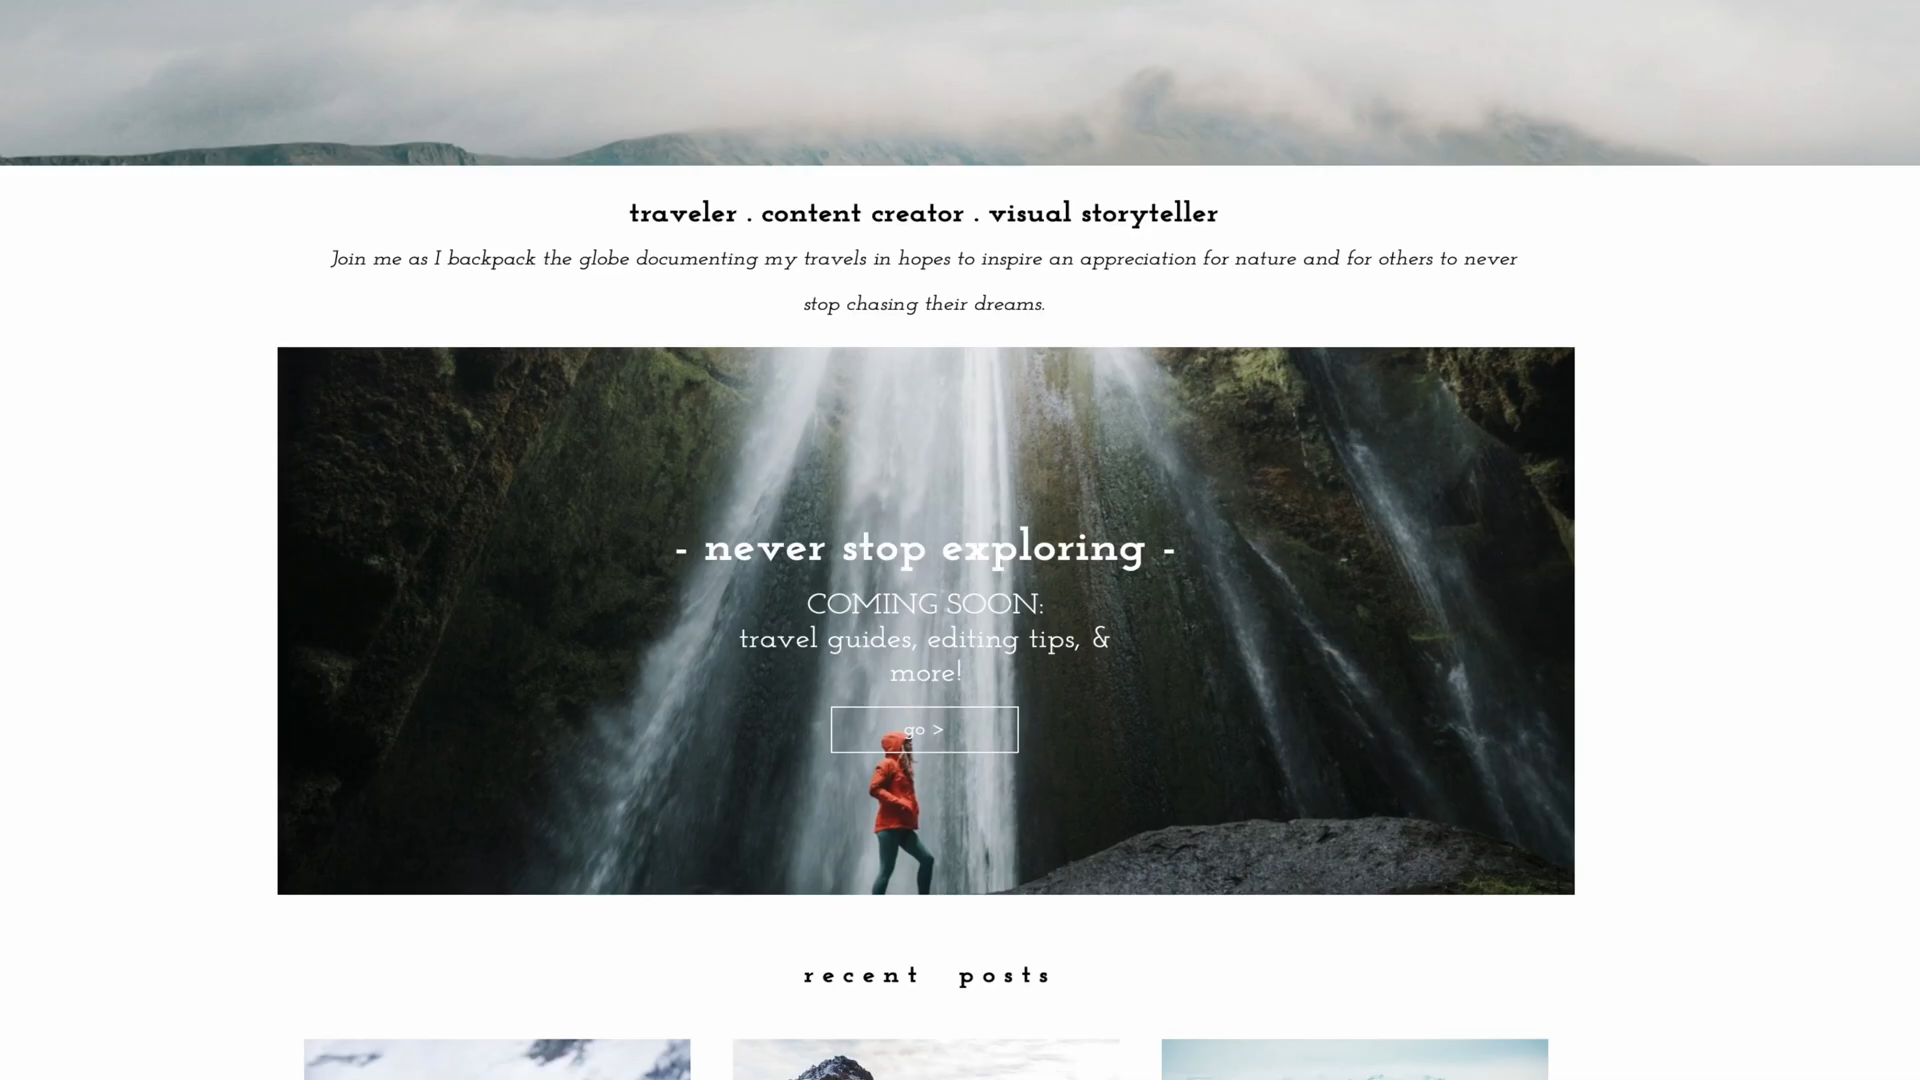 traveler . content creator . visual storyteller
Join me as I backpack the globe documenting my travels in hopes to inspire an appreciation for nature and for others to never
stop chasing their dreams.
- never stop exploring -
COMING SOON:
travel guides, editing tips, &
more!
go >
recent posts